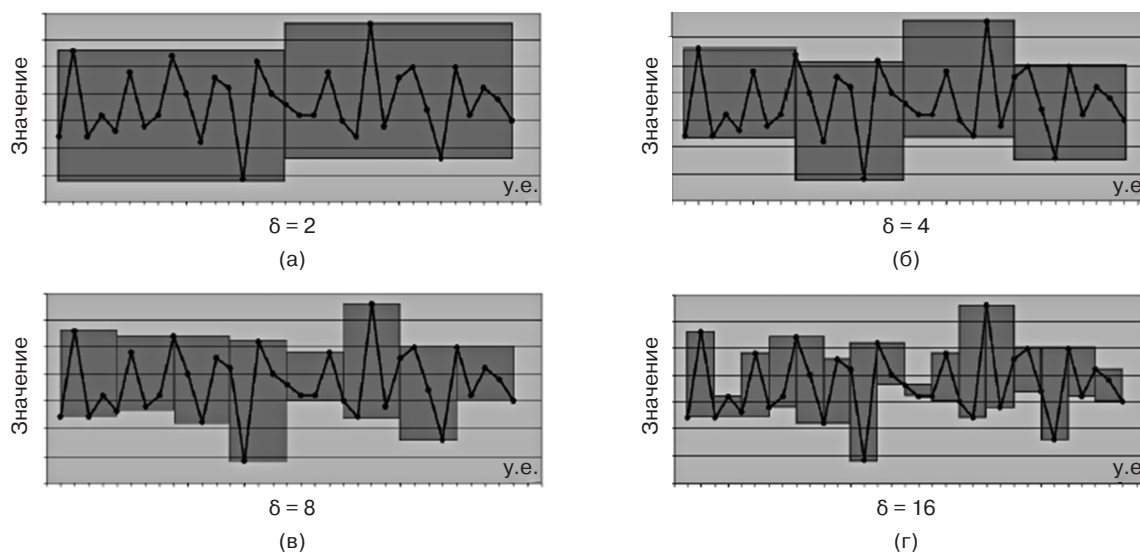 Значение
у.е.
δ = 2
(а)
Значение
у.е.
δ = 4
(б)
Значение
у.е.
δ = 8
(в)
Значение
у.е.
δ = 16
(г)